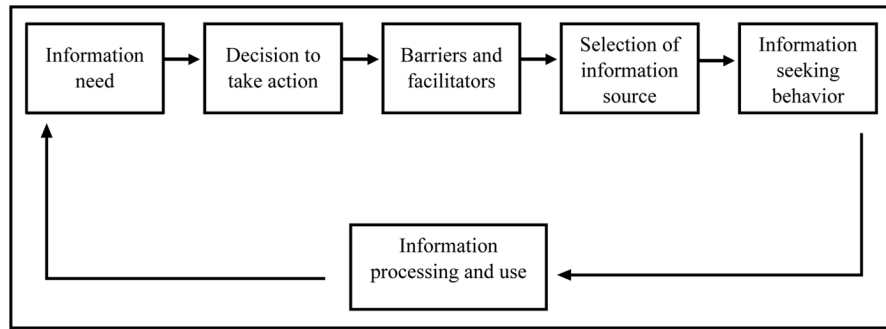 Information
need
Decision to
take action
Barriers and
facilitators
Selection of
information
source
Information
seeking
behavior
Information
processing and use